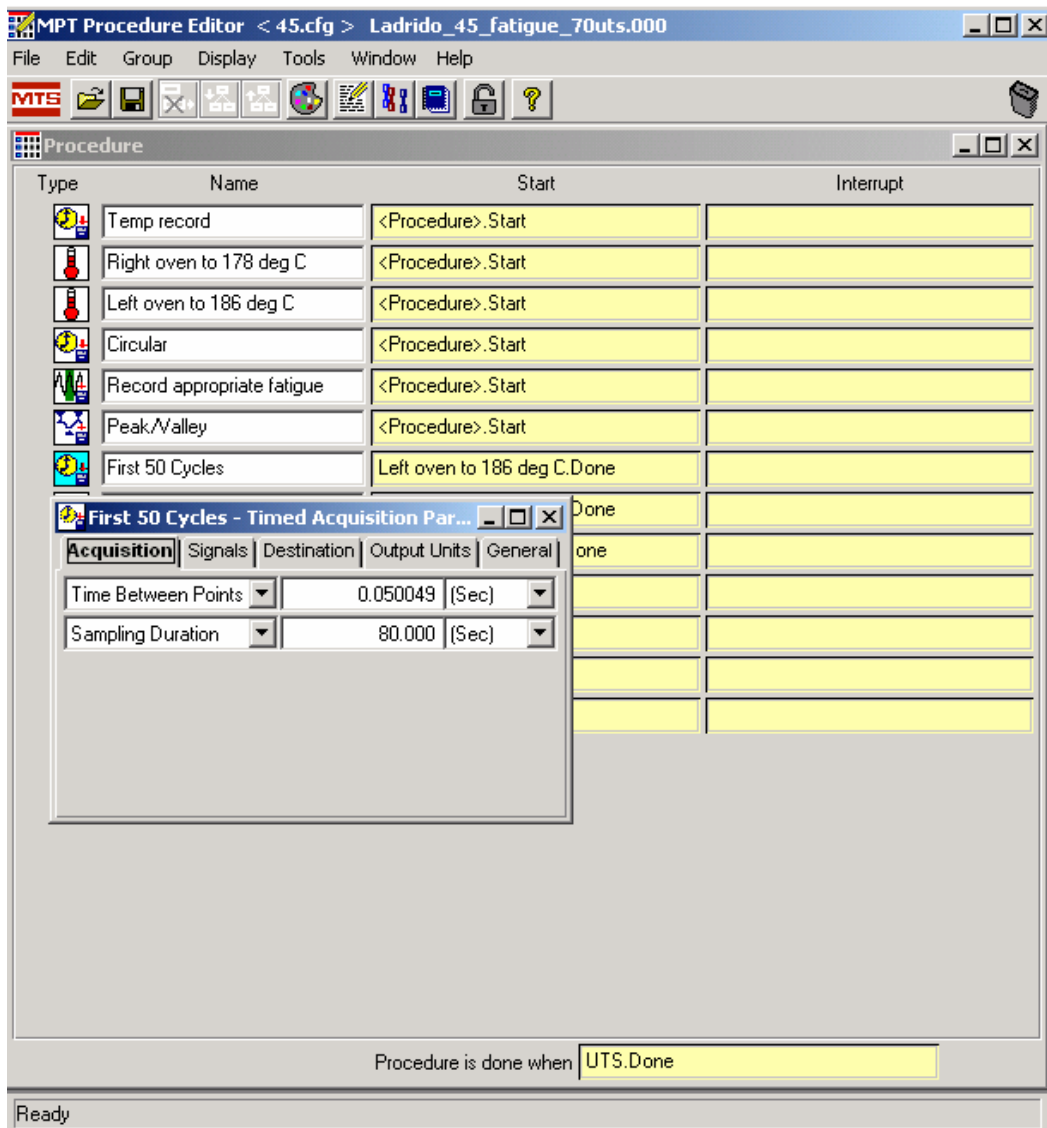 MPT Procedure Editor < 45.cfg > Ladrido_45_fatigue_70uts.000
File Edit Group Display Tools Window Help
MTS
Procedure
Type Name Start Interrupt
Temp record <Procedure>.Start
Right oven to 178 deg C <Procedure>.Start
Left oven to 186 deg C <Procedure>.Start
Circular <Procedure>.Start
Record appropriate fatigue <Procedure>.Start
Peak/Valley <Procedure>.Start
First 50 Cycles Left oven to 186 deg C.Done
Done
First 50 Cycles - Timed Acquisition Par...
Acquisition Signals Destination Output Units General
one
Time Between Points 0.050049 (Sec)
Sampling Duration 80.000 (Sec)
Procedure is done when UTS.Done
Ready